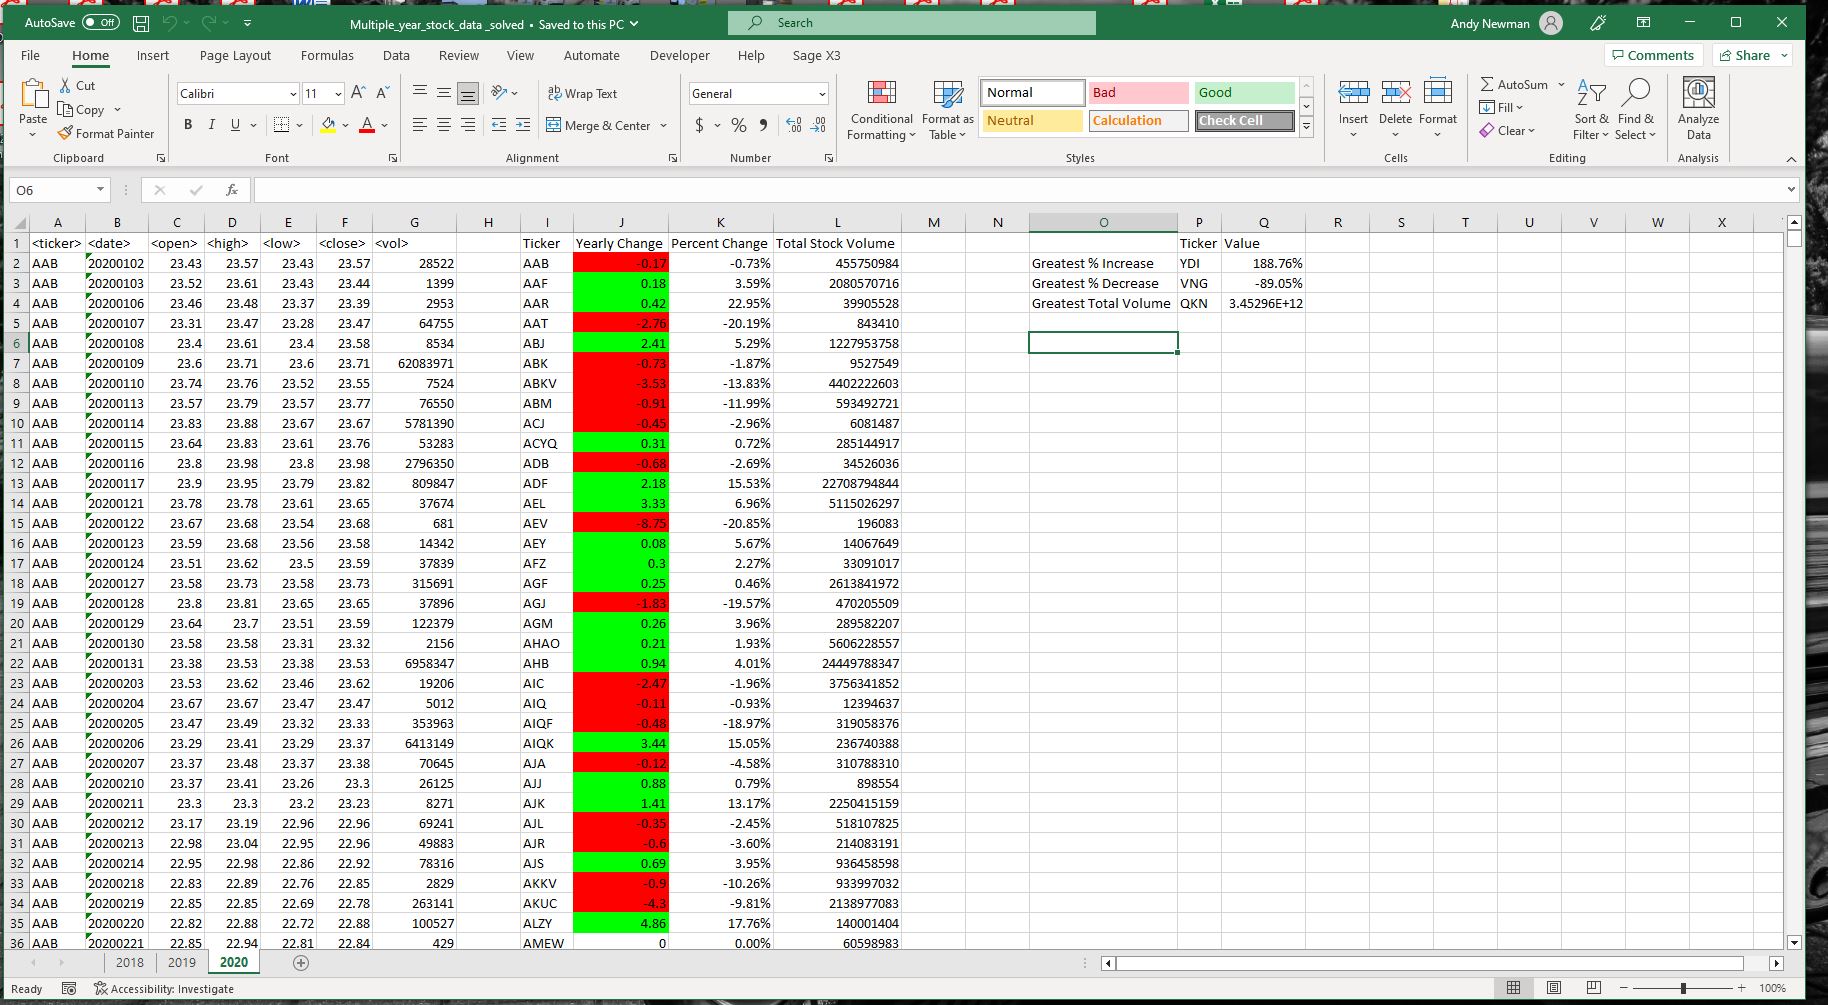 AutoSave Off Multiple_year_stock_data _solved • Saved to this PC Search Andy Newman
File Home Insert Page Layout Formulas Data Review View Automate Developer Help Sage X3 Comments Share
Paste Cut Copy Format Painter Calibri 11 Wrap Text Merge & Center General Conditional Formatting Format as Table Normal Bad Good Neutral Calculation Check Cell Insert Delete Format AutoSum Fill Clear Sort & Filter Find & Select Analyze Data
B I U A $ % 9
Clipboard Font Alignment Number Styles Cells Editing Analysis
O6 fx
A B C D E F G H I J K L M N O P Q R S T U V W X
1 <ticker> <date> <open> <high> <low> <close> <vol> Ticker Yearly Change Percent Change Total Stock Volume Ticker Value
2 AAB 20200102 23.43 23.57 23.43 23.57 28522 AAB -0.17 -0.73% 455750984 Greatest % Increase YDI 188.76%
3 AAB 20200103 23.52 23.61 23.43 23.44 1399 AAF 0.18 3.59% 2080570716 Greatest % Decrease VNG -89.05%
4 AAB 20200106 23.46 23.48 23.37 23.39 2953 AAR 0.42 22.95% 39905528 Greatest Total Volume QKN 3.45296E+12
5 AAB 20200107 23.31 23.47 23.28 23.47 64755 AAT -2.76 -20.19% 843410
6 AAB 20200108 23.4 23.61 23.4 23.58 8534 ABJ 2.41 5.29% 1227953758
7 AAB 20200109 23.6 23.71 23.6 23.71 62083971 ABK -0.73 -1.87% 9527549
8 AAB 20200110 23.74 23.76 23.52 23.55 7524 ABKV -3.53 -13.83% 4402222603
9 AAB 20200113 23.57 23.79 23.57 23.77 76550 ABM -0.91 -11.99% 593492721
10 AAB 20200114 23.83 23.88 23.67 23.67 5781390 ACJ -0.45 -2.96% 6081487
11 AAB 20200115 23.64 23.83 23.61 23.76 53283 ACYQ 0.31 0.72% 285144917
12 AAB 20200116 23.8 23.98 23.8 23.98 2796350 ADB -0.68 -2.69% 34526036
13 AAB 20200117 23.9 23.95 23.79 23.82 809847 ADF 2.18 15.53% 22708794844
14 AAB 20200121 23.78 23.78 23.61 23.65 37674 AEL 3.33 6.96% 5115026297
15 AAB 20200122 23.67 23.68 23.54 23.68 681 AEV -8.75 -20.85% 196083
16 AAB 20200123 23.59 23.68 23.56 23.58 14342 AEY 0.08 5.67% 14067649
17 AAB 20200124 23.51 23.62 23.5 23.59 37839 AFZ 0.3 2.27% 33091017
18 AAB 20200127 23.58 23.73 23.58 23.73 315691 AGF 0.25 0.46% 2613841972
19 AAB 20200128 23.8 23.81 23.65 23.65 37896 AGJ -1.83 -19.57% 470205509
20 AAB 20200129 23.64 23.7 23.51 23.59 122379 AGM 0.26 3.96% 289582207
21 AAB 20200130 23.58 23.58 23.31 23.32 2156 AHAO 0.21 1.93% 5606228557
22 AAB 20200131 23.38 23.53 23.38 23.53 6958347 AHB 0.94 4.01% 24449788347
23 AAB 20200203 23.53 23.62 23.46 23.62 19206 AIC -2.47 -1.96% 3756341852
24 AAB 20200204 23.67 23.67 23.47 23.47 5012 AIQ -0.11 -0.93% 12394637
25 AAB 20200205 23.47 23.49 23.32 23.33 353963 AIQF -0.48 -18.97% 319058376
26 AAB 20200206 23.29 23.41 23.29 23.37 6413149 AIQK 3.44 15.05% 236740388
27 AAB 20200207 23.37 23.48 23.37 23.38 70645 AJA -0.12 -4.58% 310788310
28 AAB 20200210 23.37 23.41 23.26 23.3 26125 AJJ 0.88 0.79% 898554
29 AAB 20200211 23.3 23.3 23.2 23.23 8271 AJK 1.41 13.17% 2250415159
30 AAB 20200212 23.17 23.19 22.96 22.96 69241 AJL -0.35 -2.45% 518107825
31 AAB 20200213 22.98 23.04 22.95 22.96 49883 AJR -0.6 -3.60% 214083191
32 AAB 20200214 22.95 22.98 22.86 22.92 78316 AJS 0.69 3.95% 936458598
33 AAB 20200218 22.83 22.89 22.76 22.85 2829 AKKV -0.9 -10.26% 933997032
34 AAB 20200219 22.85 22.85 22.69 22.78 263141 AKUC -4.3 -9.81% 2138977083
35 AAB 20200220 22.82 22.88 22.72 22.88 100527 ALZY 4.86 17.76% 140001404
36 AAB 20200221 22.85 22.94 22.81 22.84 429 AMEW 0 0.00% 60598983
2018 2019 2020
Ready Accessibility: Investigate 100%